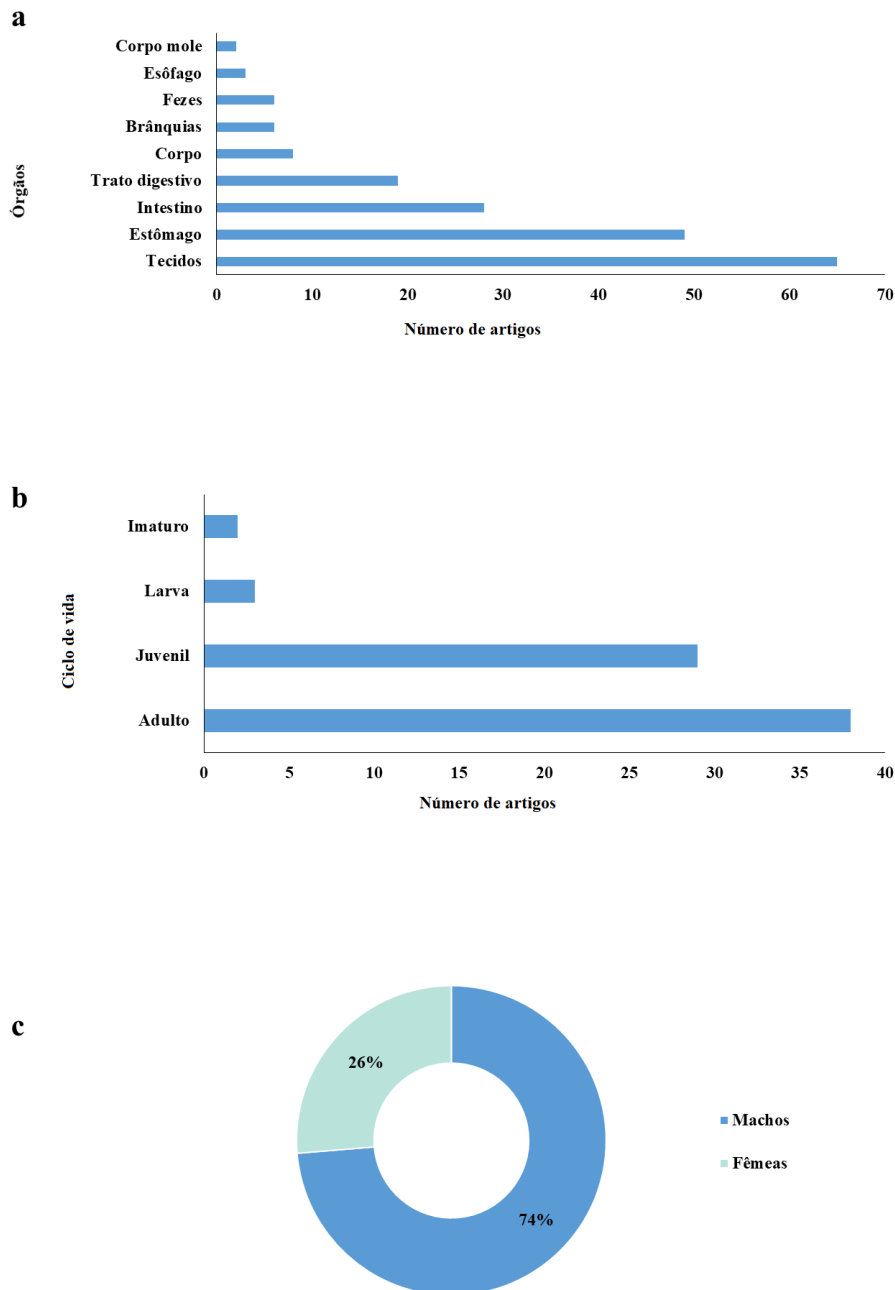 a
Corpo mole
Esôfago
Fezes
Brânquias
Corpo
Trato digestivo
Intestino
Estômago
Tecidos
Órgãos
0 10 20 30 40 50 60 70
Número de artigos
b
Imaturo
Larva
Juvenil
Adulto
Ciclo de vida
0 5 10 15 20 25 30 35 40
Número de artigos
c
26%
74%
Machos
Fêmeas